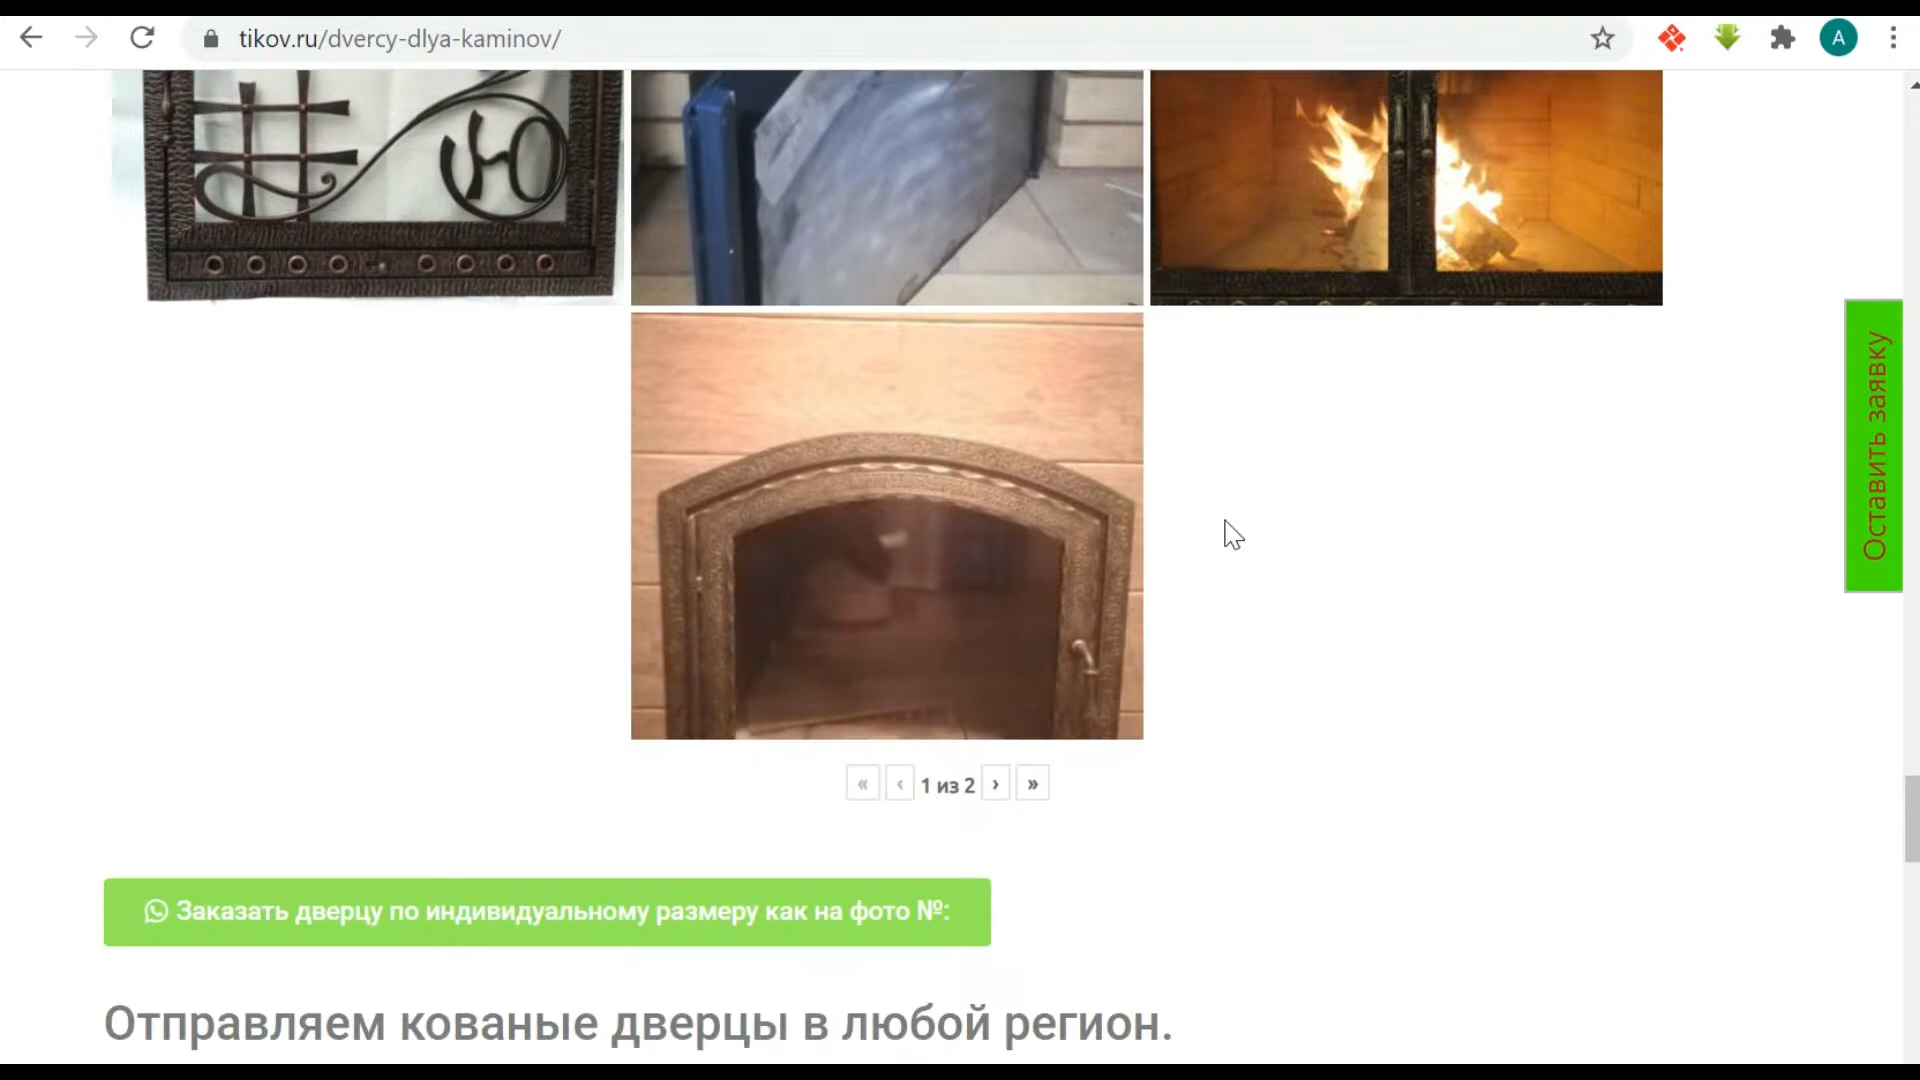 tikov.ru/dvercy-dlya-kaminov/
A
Ю
Оставить заявку
« ‹ 1 из 2 › »
Заказать дверцу по индивидуальному размеру как на фото №:
Отправляем кованые дверцы в любой регион.